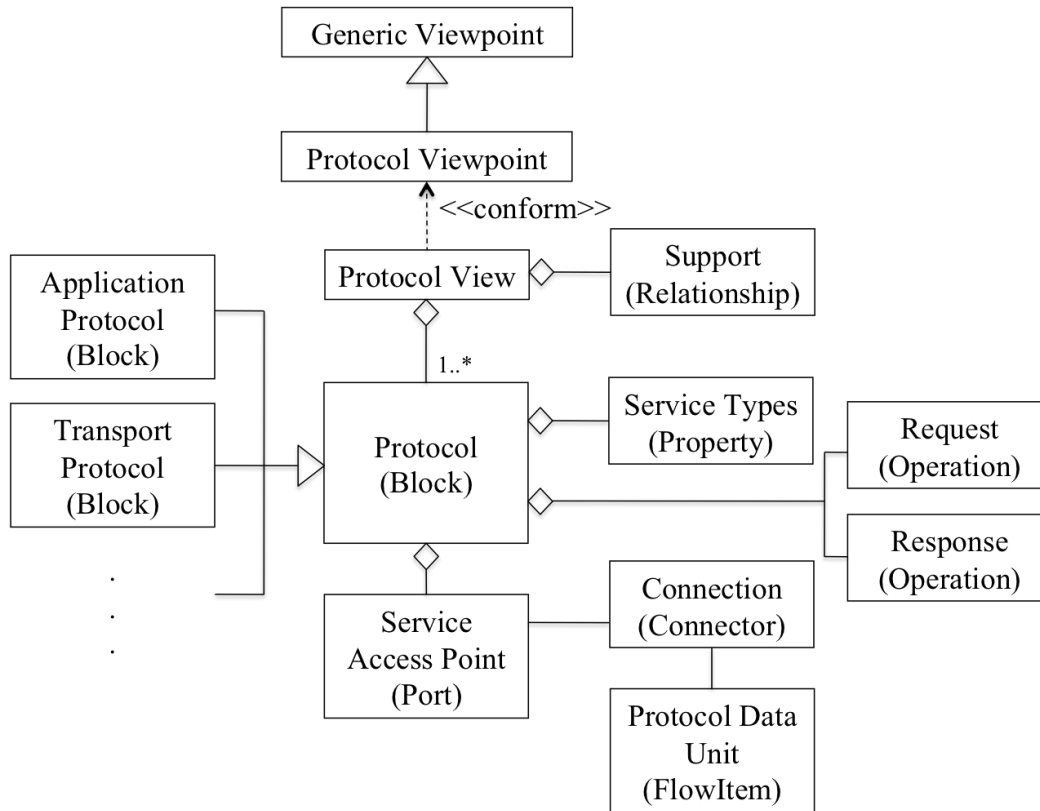 Generic Viewpoint
Protocol Viewpoint
<<conform>>
Protocol View
Support
(Relationship)
Application
Protocol
(Block)
1..*
Transport
Protocol
(Block)
.
.
.
Protocol
(Block)
Service Types
(Property)
Request
(Operation)
Response
(Operation)
Service
Access Point
(Port)
Connection
(Connector)
Protocol Data
Unit
(FlowItem)